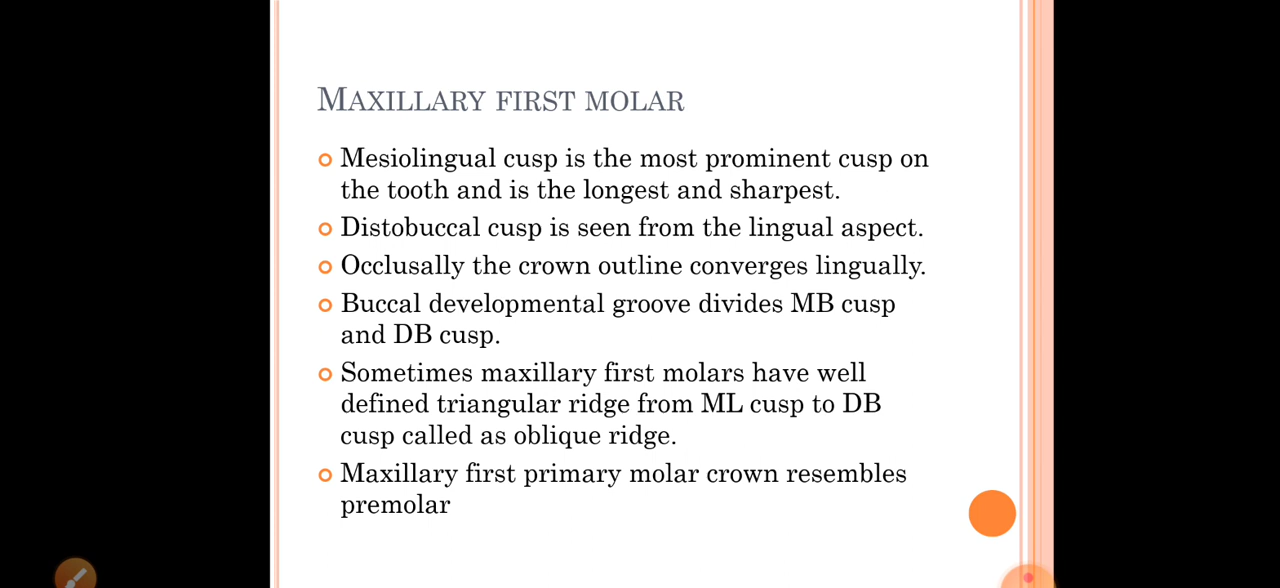 MAXILLARY FIRST MOLAR
Mesiolingual cusp is the most prominent cusp on
the tooth and is the longest and sharpest.
Distobuccal cusp is seen from the lingual aspect.
Occlusally the crown outline converges lingually.
Buccal developmental groove divides MB cusp
and DB cusp.
Sometimes maxillary first molars have well
defined triangular ridge from ML cusp to DB
cusp called as oblique ridge.
Maxillary first primary molar crown resembles
premolar